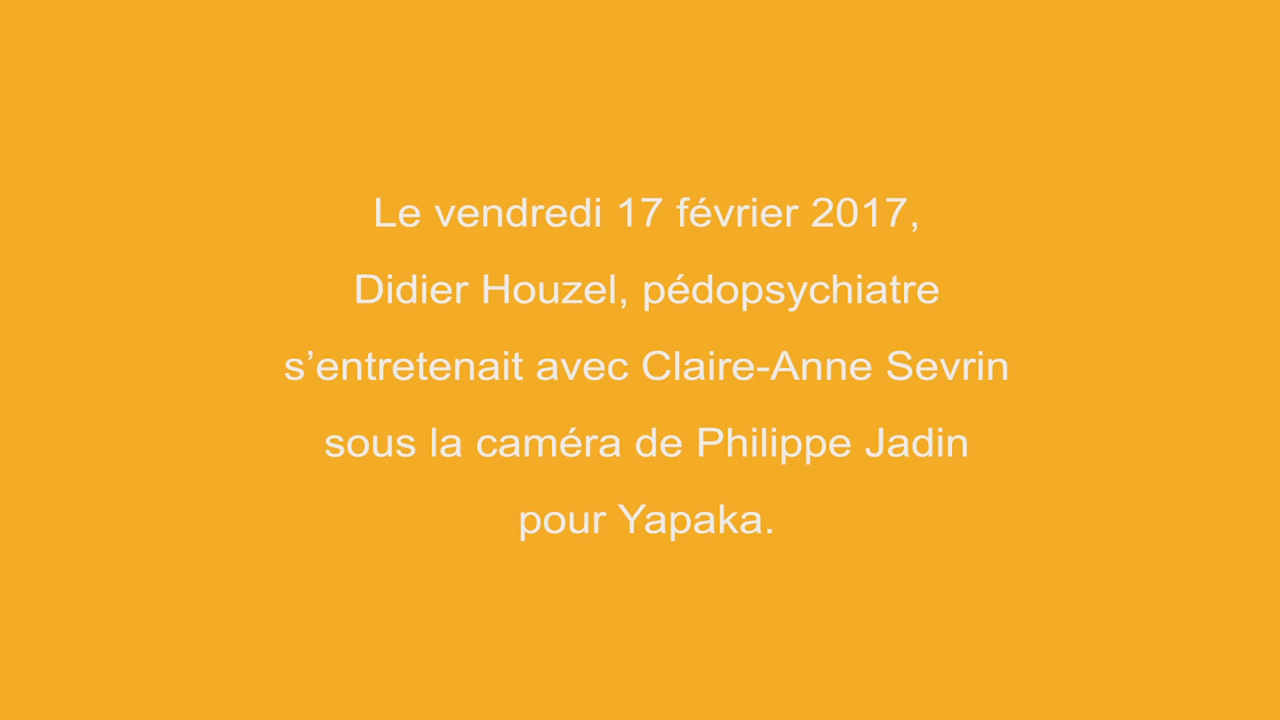 Le vendredi 17 février 2017,
Didier Houzel, pédopsychiatre
s’entretenait avec Claire-Anne Sevrin
sous la caméra de Philippe Jadin
pour Yapaka.